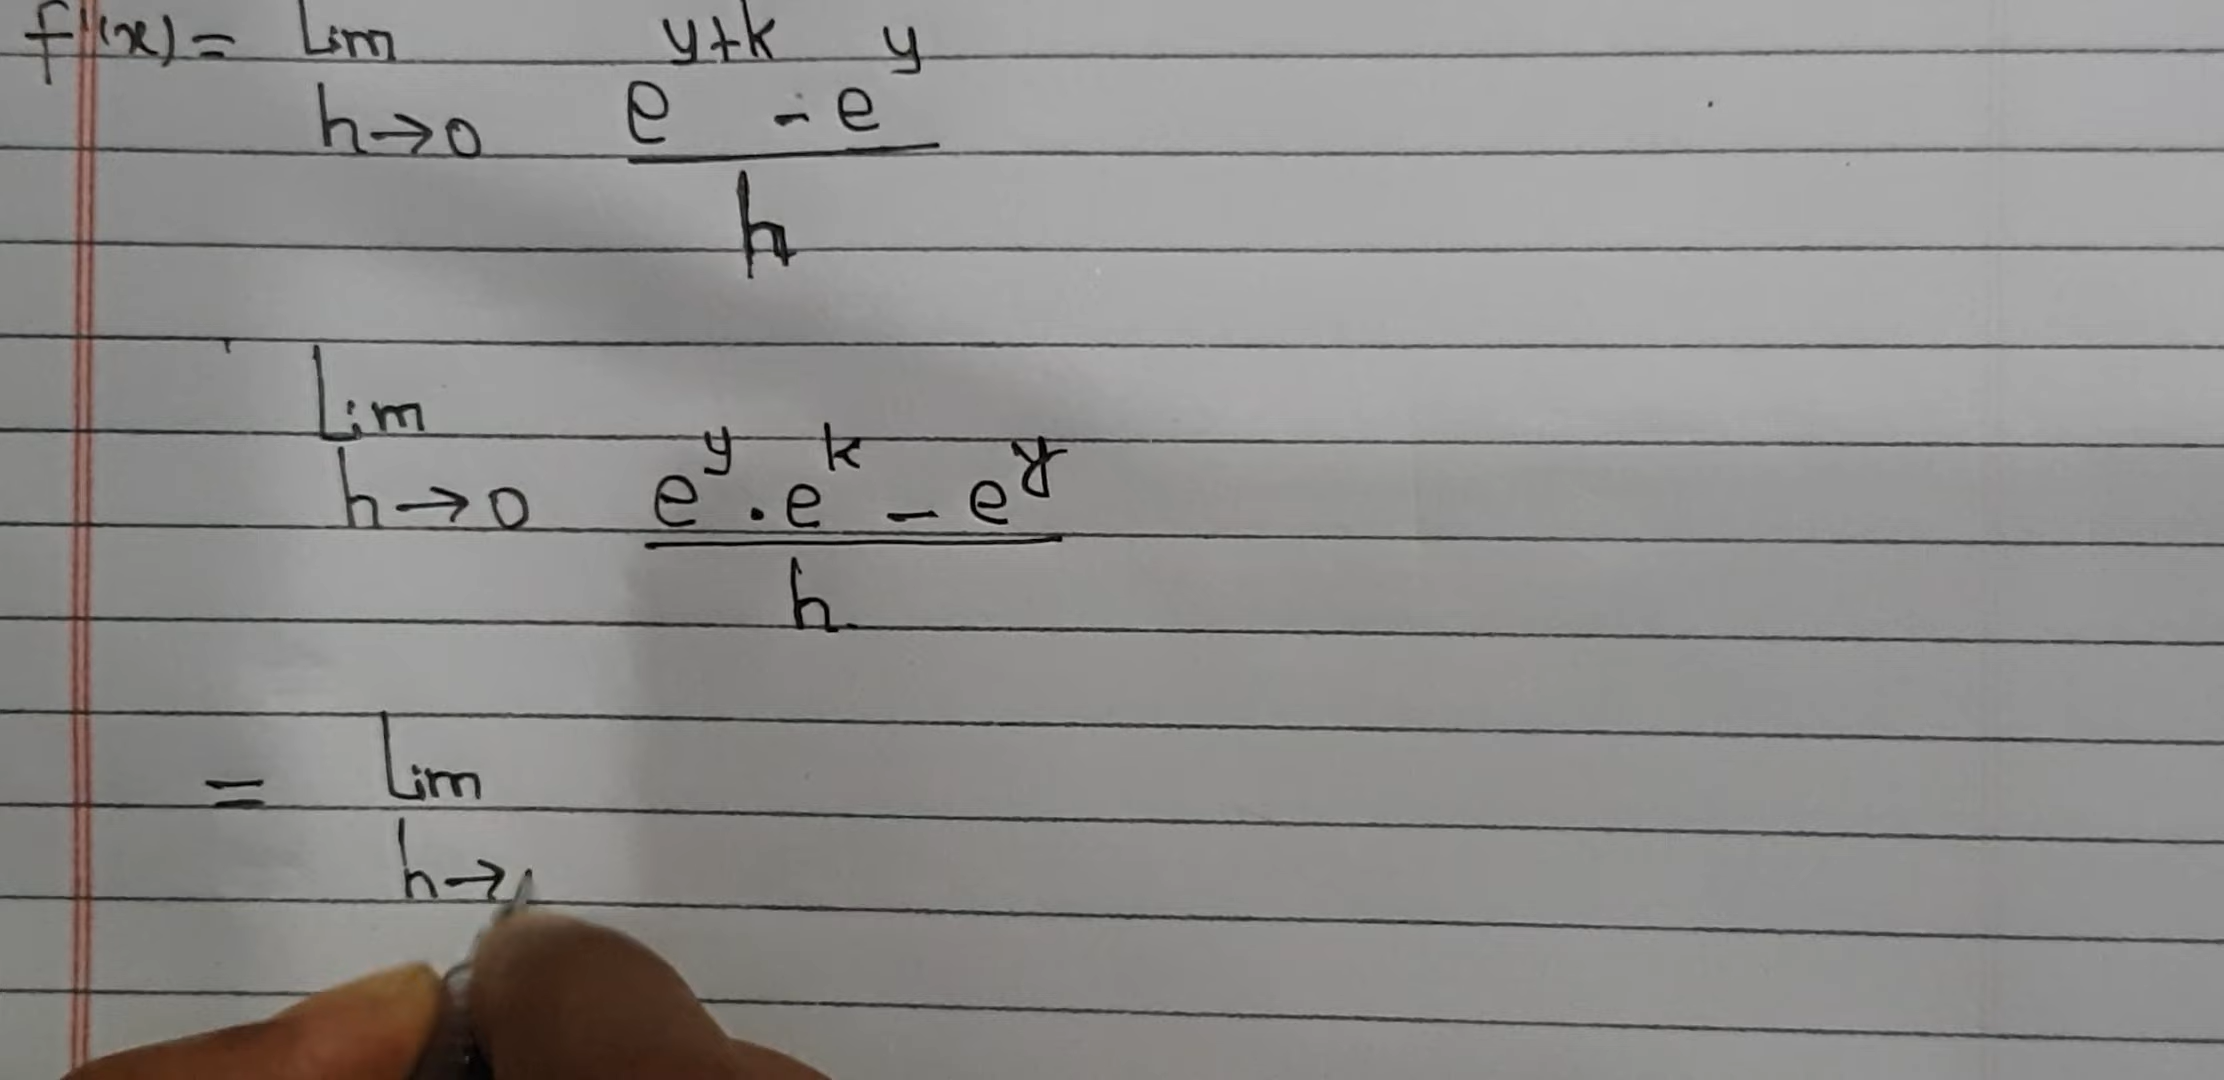 f'(x) = Lim h→0 e^{y+k} - e^y / h
Lim h→0 e^y . e^k - e^y / h
= Lim h→